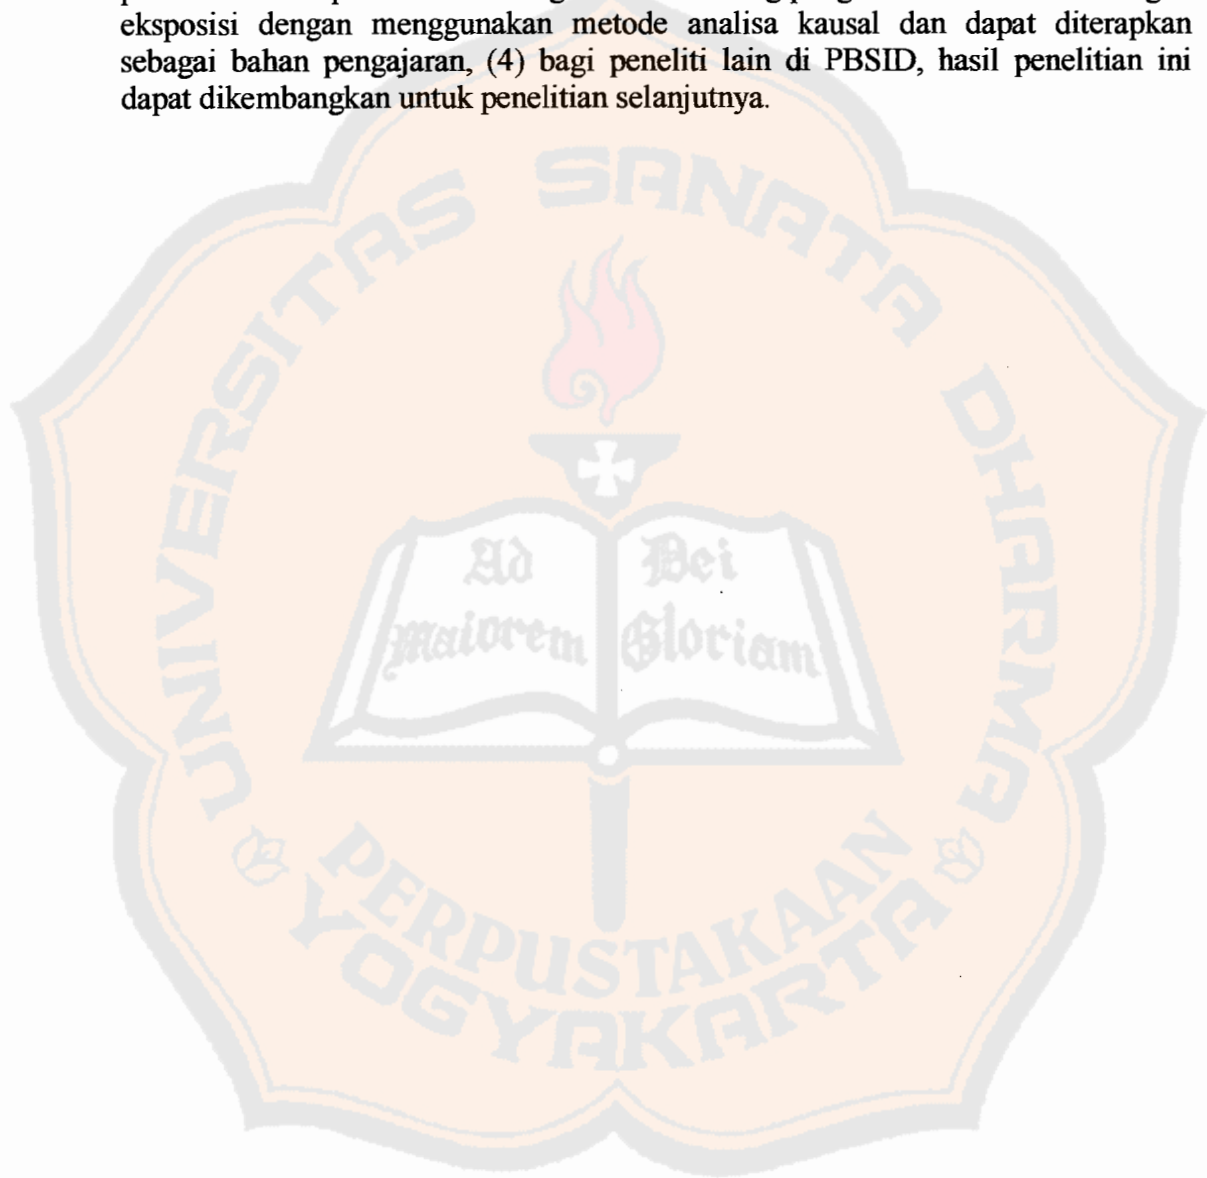 eksposisi dengan menggunakan metode analisa kausal dan dapat diterapkan
sebagai bahan pengajaran, (4) bagi peneliti lain di PBSID, hasil penelitian ini
dapat dikembangkan untuk penelitian selanjutnya.
UNIVERSITAS SANATA DHARMA
Ad
maiorem
Dei
Gloriam
PERPUSTAKAAN
YOGYAKARTA